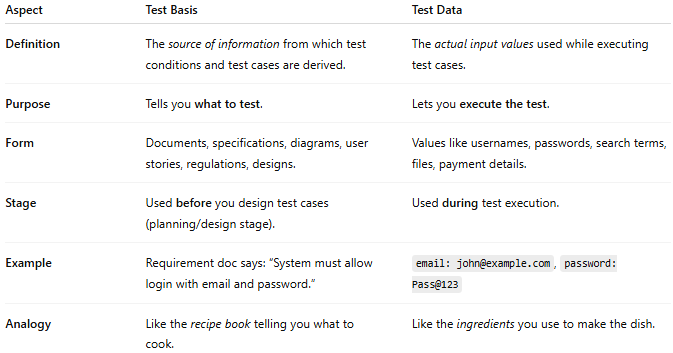 Aspect Test Basis Test Data
Definition The source of information from which test The actual input values used while executing
conditions and test cases are derived. test cases.
Purpose Tells you what to test. Lets you execute the test.
Form Documents, specifications, diagrams, user Values like usernames, passwords, search terms,
stories, regulations, designs. files, payment details.
Stage Used before you design test cases Used during test execution.
(planning/design stage).
Example Requirement doc says: “System must allow email: john@example.com, password:
login with email and password.” Pass@123
Analogy Like the recipe book telling you what to Like the ingredients you use to make the dish.
cook.